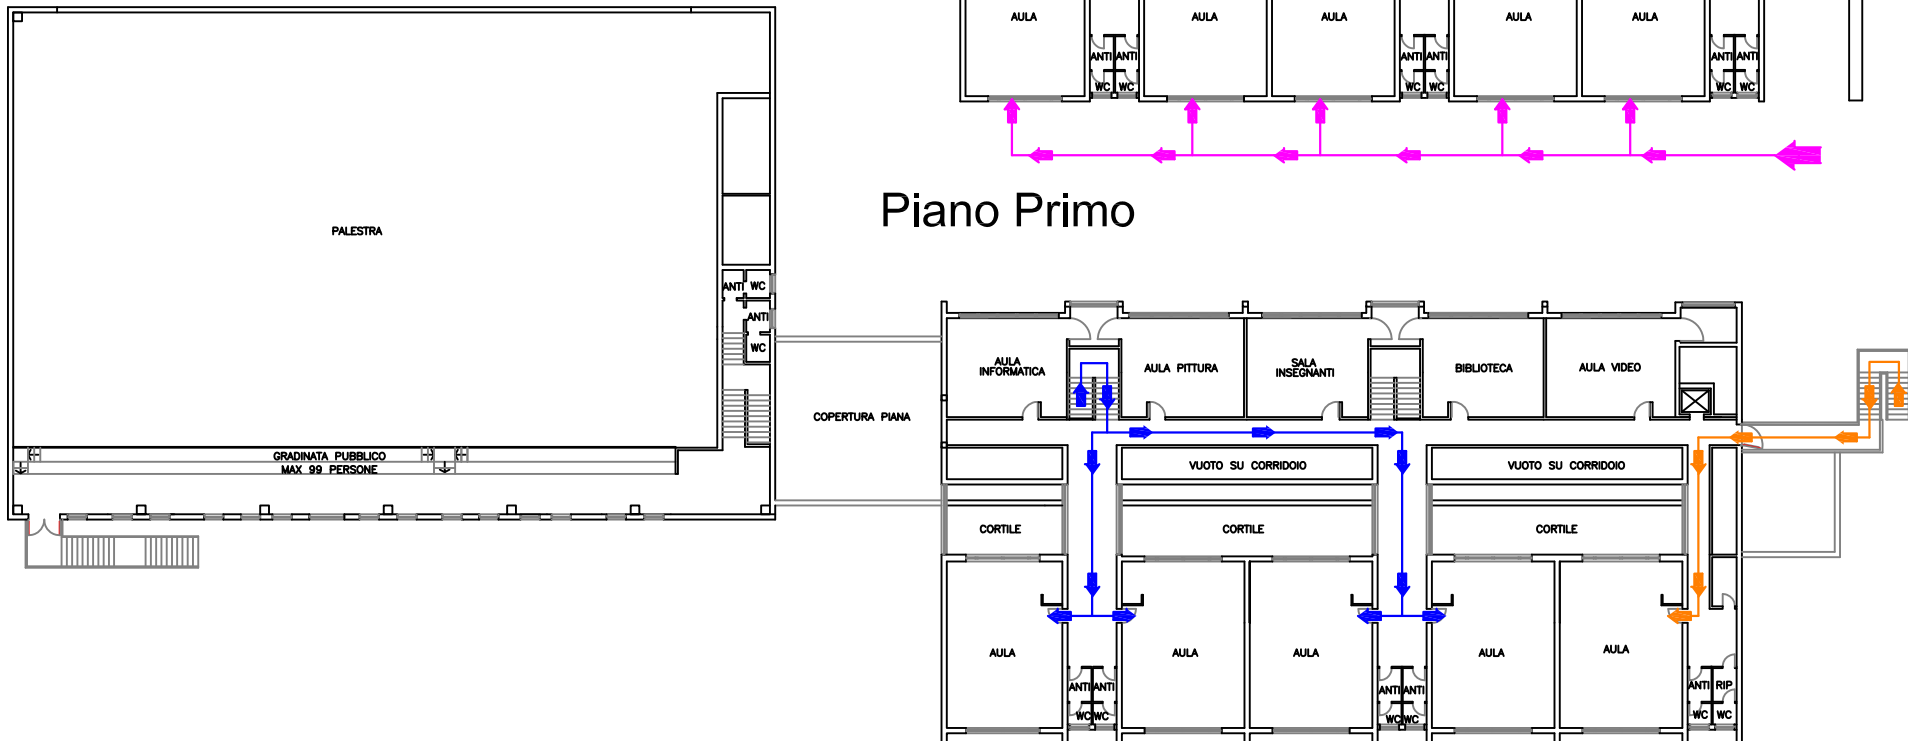 AULA AULA AULA AULA AULA
ANTI ANTI ANTI ANTI ANTI ANTI
WC WC WC WC WC WC
Piano Primo
PALESTRA
ANTI WC
ANTI
WC
AULA
INFORMATICA
AULA PITTURA
SALA
INSEGNANTI
BIBLIOTECA
AULA VIDEO
COPERTURA PIANA
GRADINATA PUBBLICO
MAX 99 PERSONE
VUOTO SU CORRIDOIO VUOTO SU CORRIDOIO
CORTILE CORTILE CORTILE
AULA AULA AULA AULA AULA
ANTI ANTI ANTI ANTI ANTI RIP
WC WC WC WC WC WC